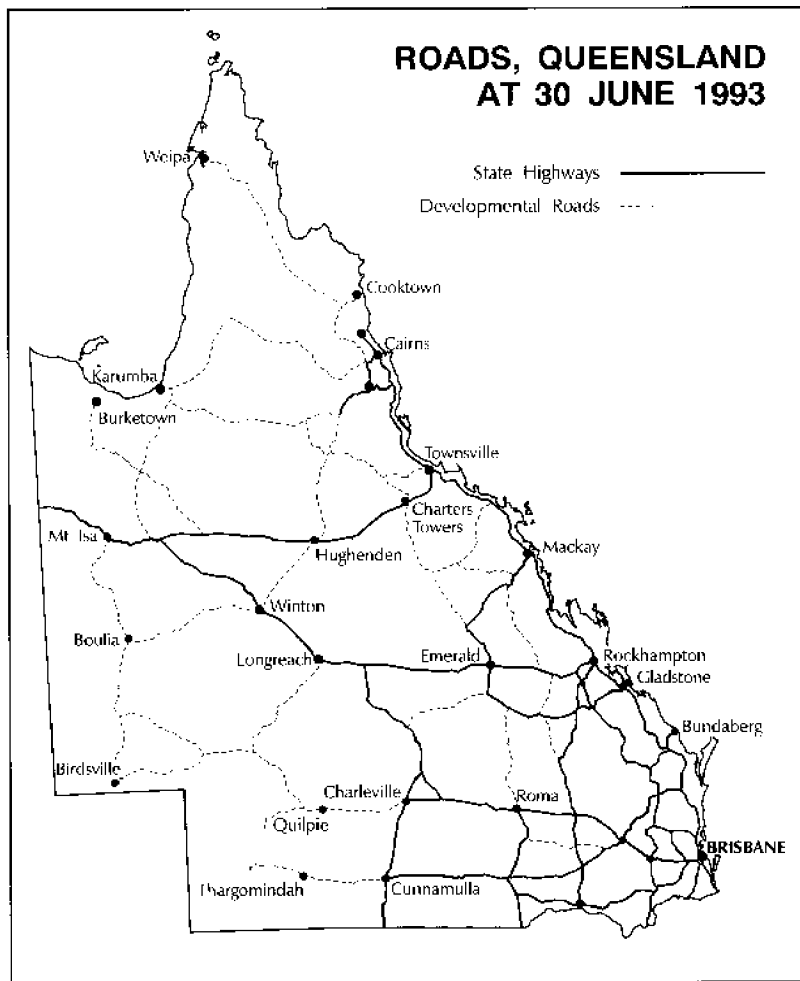 ROADS, QUEENSLAND
AT 30 JUNE 1993
State Highways
Developmental Roads
Weipa
Cooktown
Cairns
Karumba
Burketown
Townsville
Charters
Towers
Mt Isa
Hughenden
Mackay
Winton
Boulia
Longreach
Emerald
Rockhampton
Gladstone
Bundaberg
Birdsville
Charleville
Roma
Quilpie
BRISBANE
Thargomindah
Cunnamulla